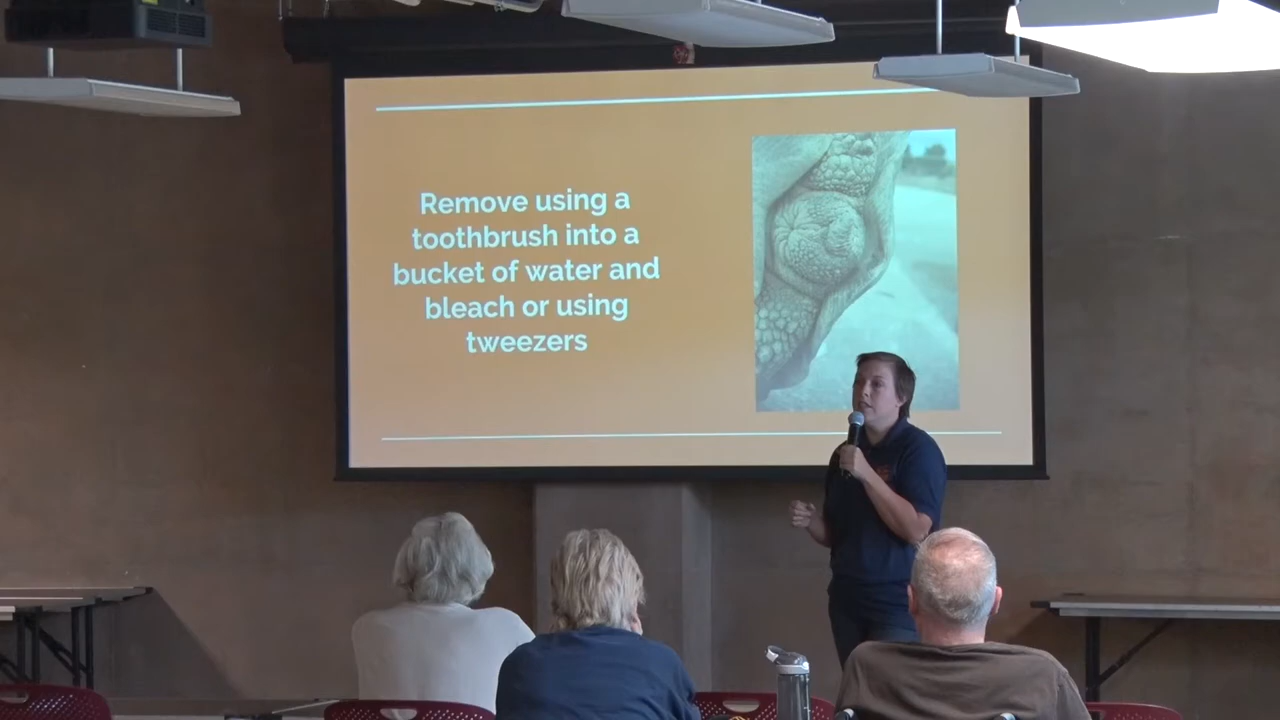 Remove using a
toothbrush into a
bucket of water and
bleach or using
tweezers